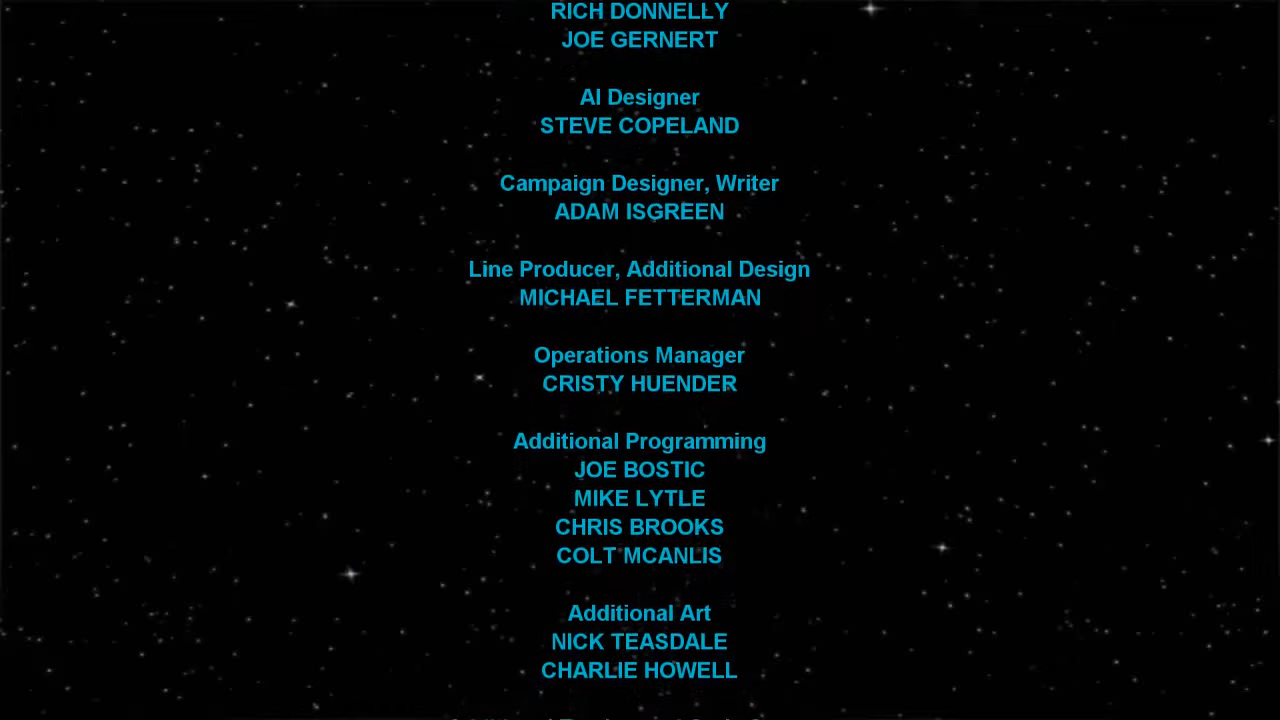 RICH DONNELLY
JOE GERNERT
AI Designer
STEVE COPELAND
Campaign Designer, Writer
ADAM ISGREEN
Line Producer, Additional Design
MICHAEL FETTERMAN
Operations Manager
CRISTY HUENDER
Additional Programming
JOE BOSTIC
MIKE LYTLE
CHRIS BROOKS
COLT MCANLIS
Additional Art
NICK TEASDALE
CHARLIE HOWELL